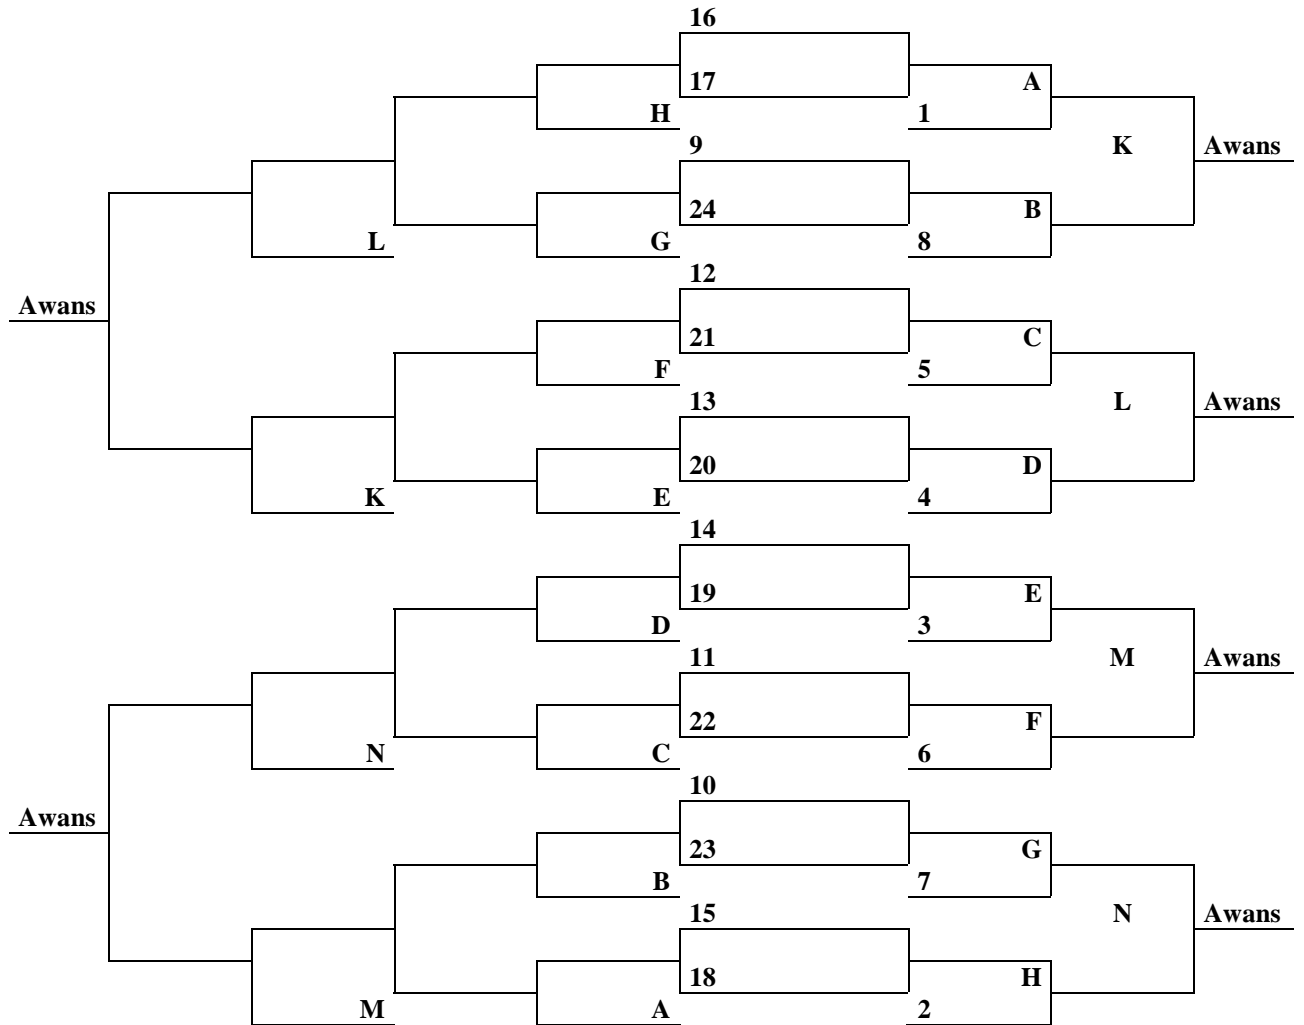 16
17 A
H 1
9 K Awans
24 B
L G 8
12
Awans
21 C
F 5
13 L Awans
20 D
K E 4
14
19 E
D 3
11 M Awans
22 F
N C 6
10
Awans
23 G
B 7
15 N Awans
18 H
M A 2